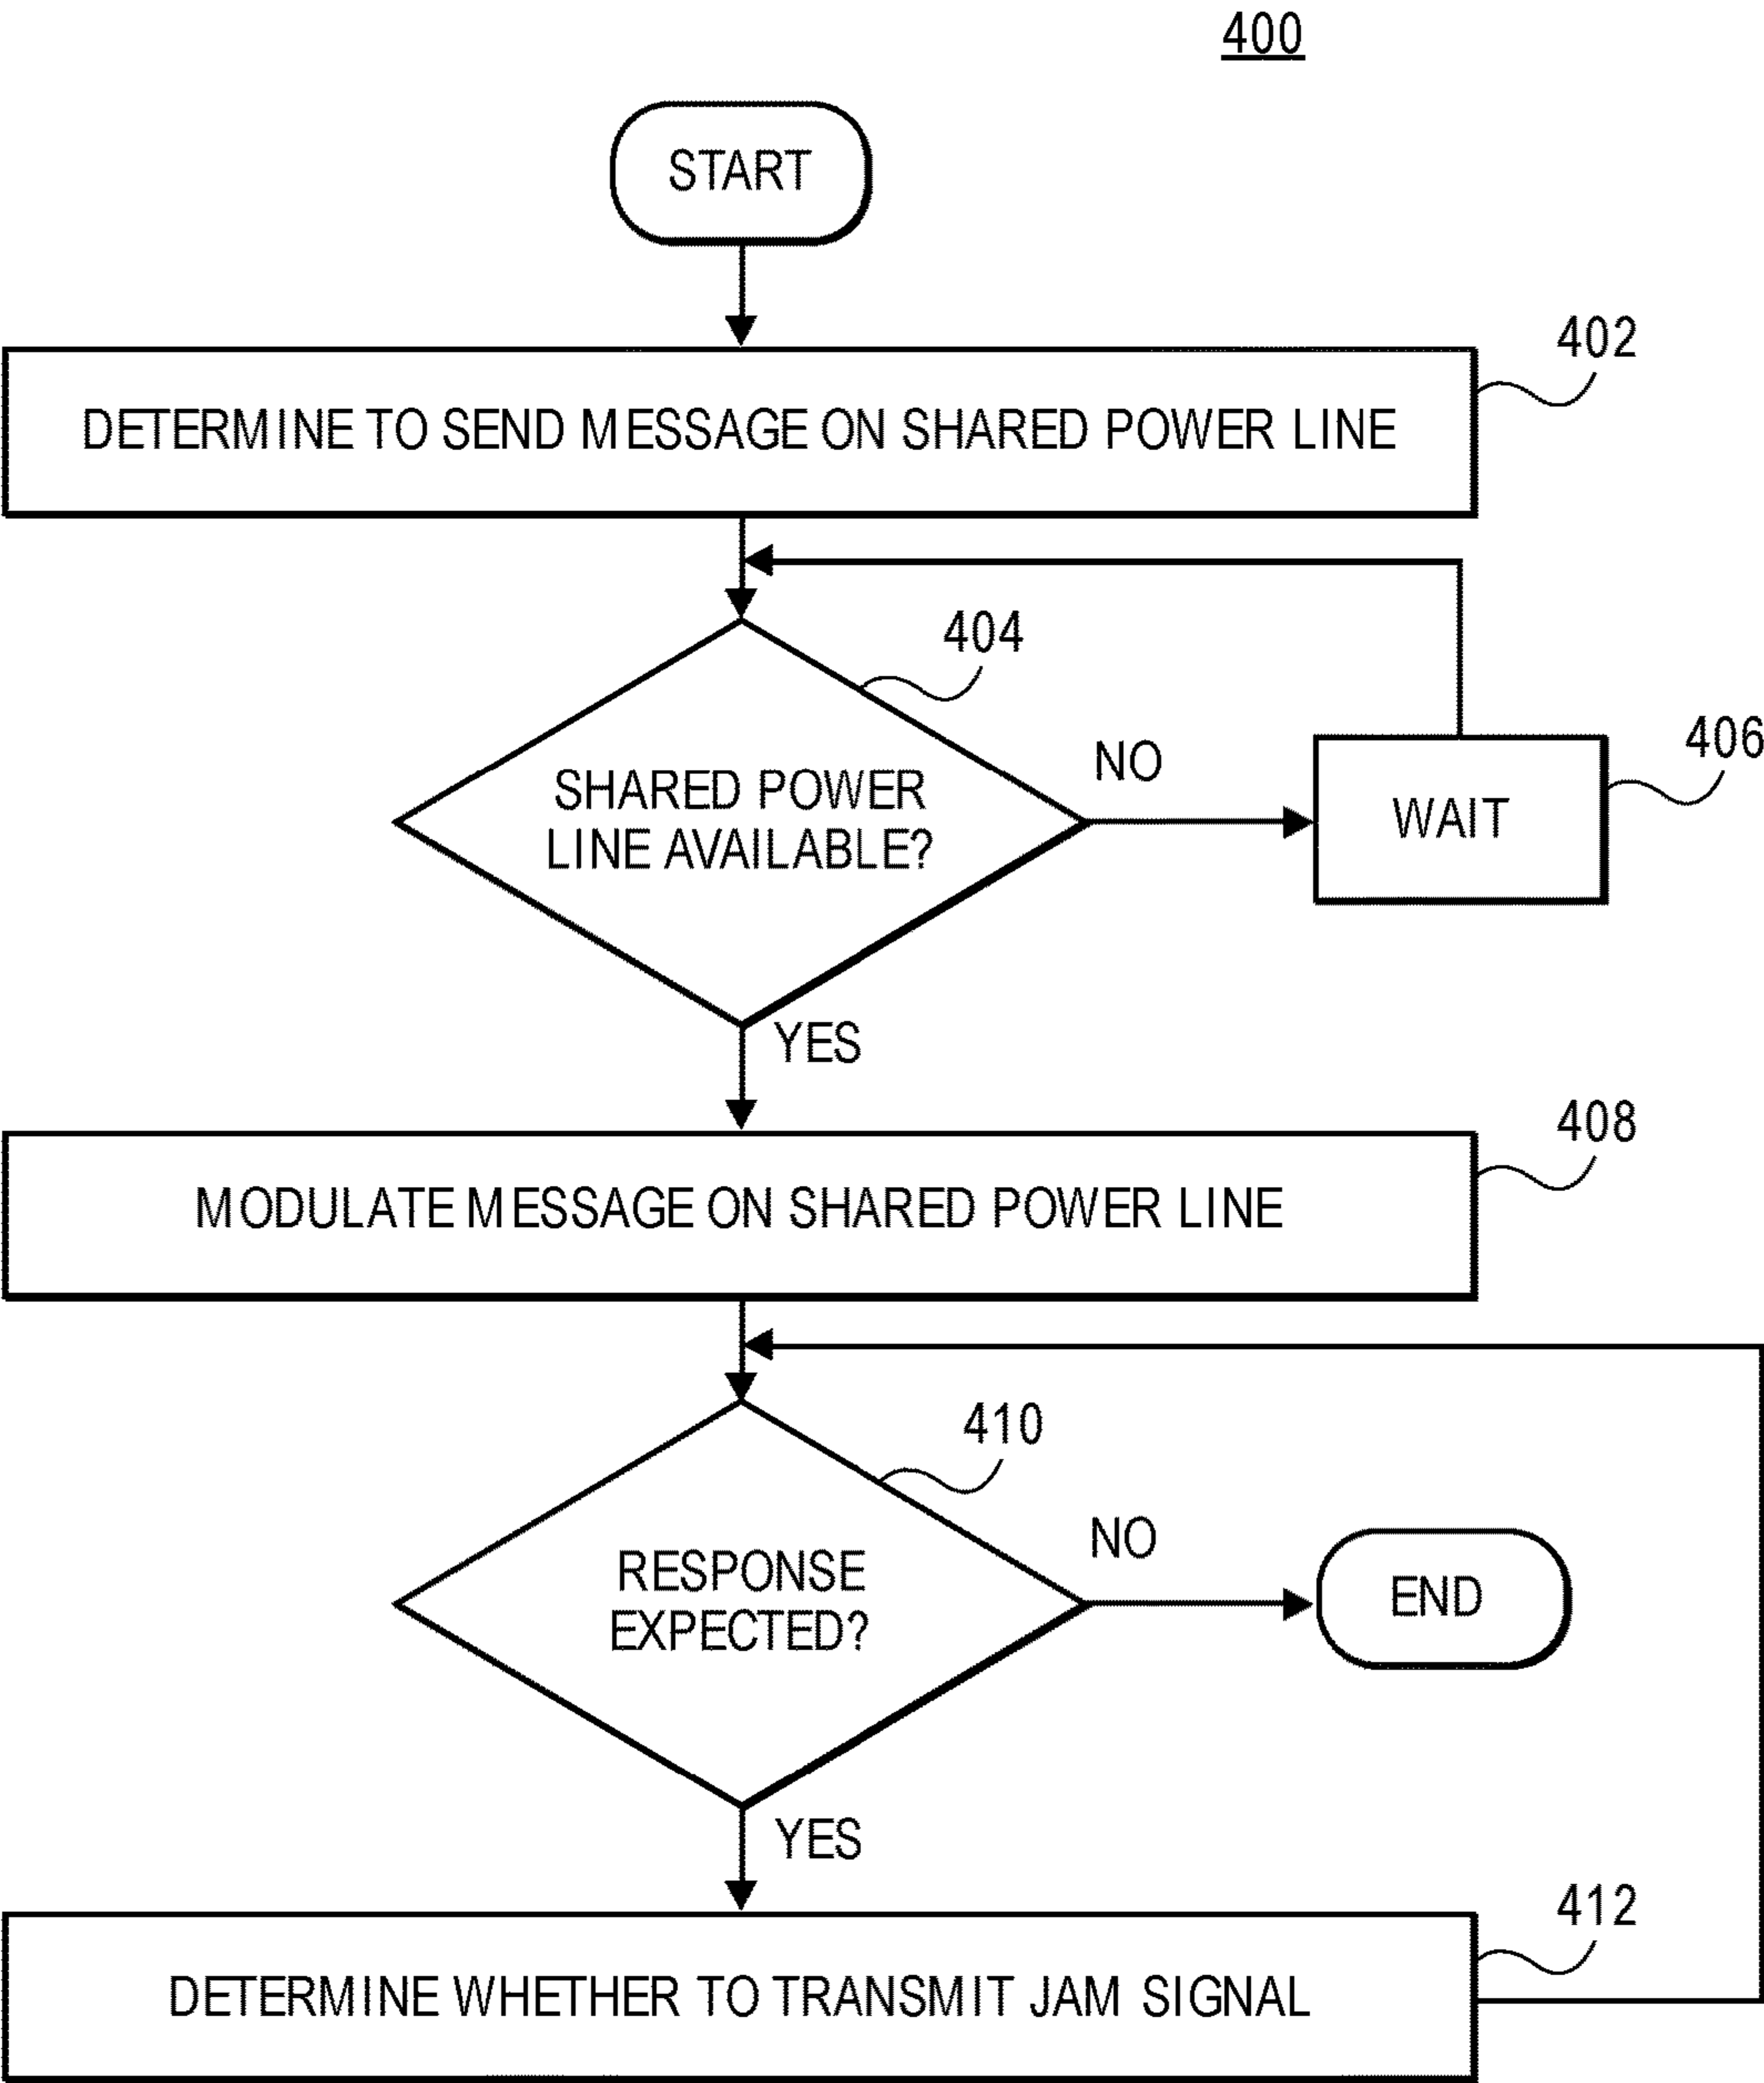 400
START
402
DETERMINE TO SEND MESSAGE ON SHARED POWER LINE
404
NO
406
SHARED POWER
LINE AVAILABLE?
WAIT
YES
408
MODULATE MESSAGE ON SHARED POWER LINE
410
NO
RESPONSE
EXPECTED?
END
YES
412
DETERMINE WHETHER TO TRANSMIT JAM SIGNAL